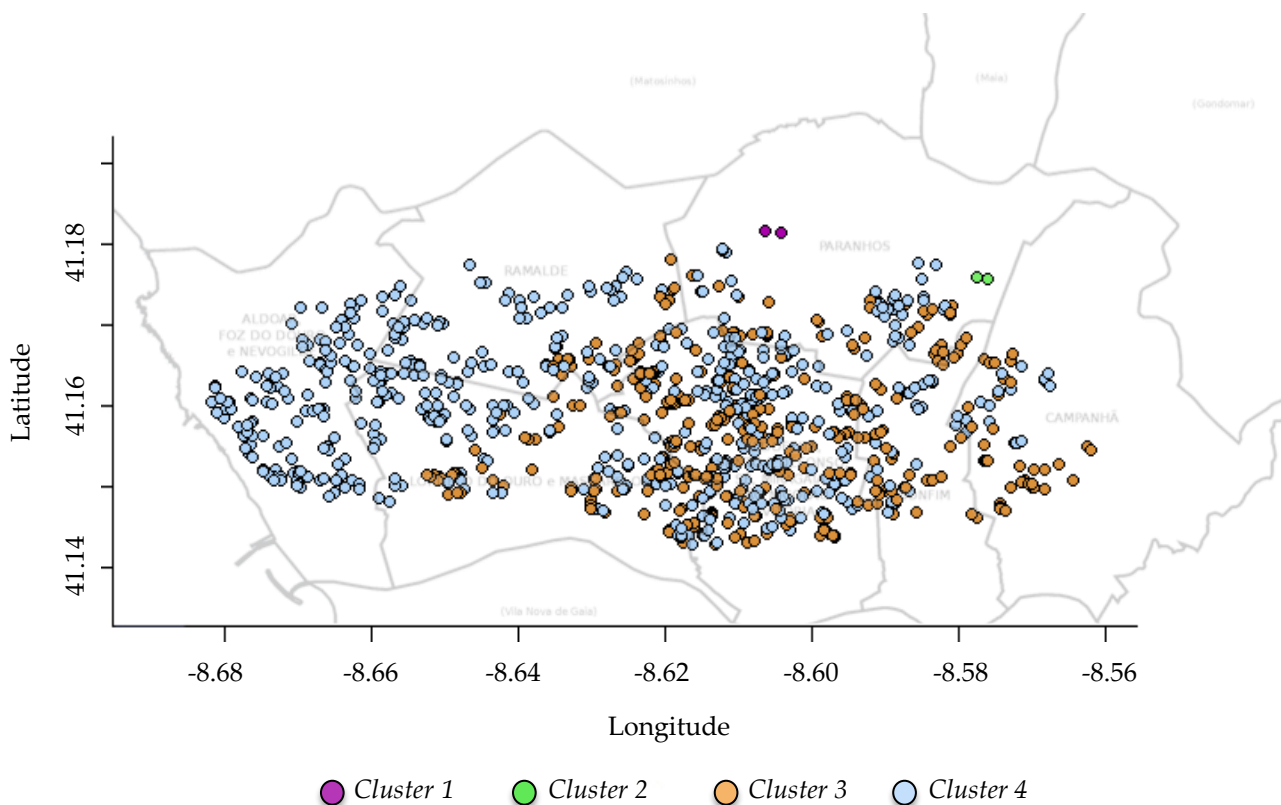 (Matosinhos)
(Maia)
(Gondomar)
PARANHOS
RAMALDE
ALDOAR
FOZ DO DOURO
e NEVOGILDE
CAMPANHÃ
(Vila Nova de Gaia)
Latitude
41.18
41.16
41.14
-8.68
-8.66
-8.64
-8.62
-8.60
-8.58
-8.56
Longitude
Cluster 1
Cluster 2
Cluster 3
Cluster 4